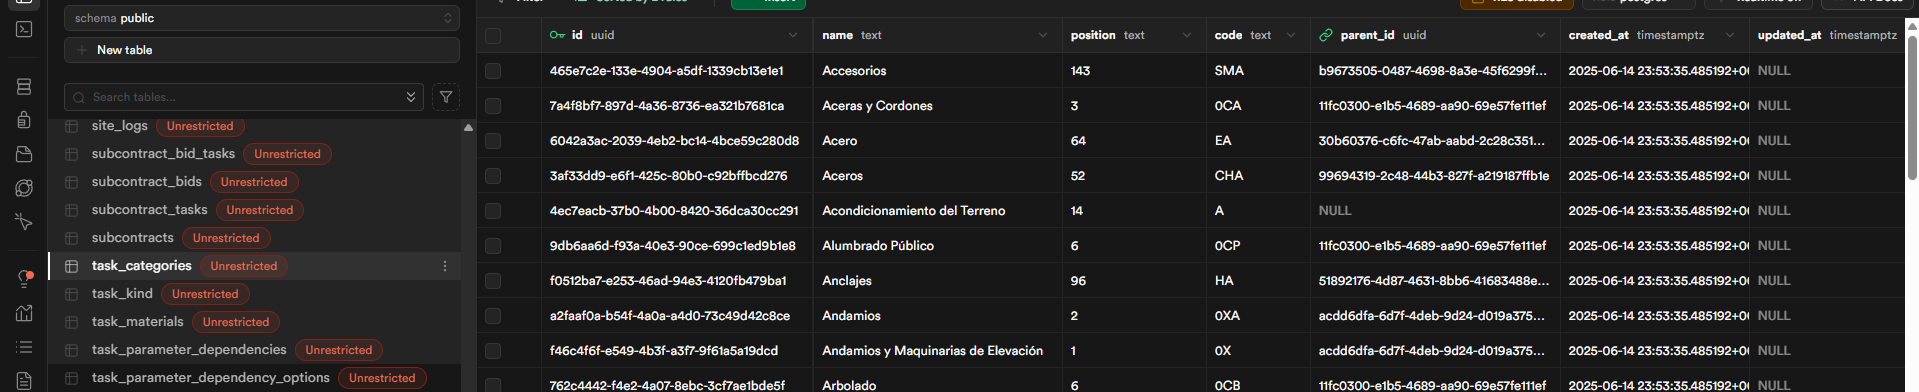 schema public
New table
Search tables...
site_logs Unrestricted
subcontract_bid_tasks Unrestricted
subcontract_bids Unrestricted
subcontract_tasks Unrestricted
subcontracts Unrestricted
task_categories Unrestricted
task_kind Unrestricted
task_materials Unrestricted
task_parameter_dependencies Unrestricted
task_parameter_dependency_options Unrestricted
id uuid name text position text code text parent_id uuid created_at timestamptz updated_at timestamptz
465e7c2e-133e-4904-a5df-1339cb13e1e1 Accesorios 143 SMA b9673505-0487-4698-8a3e-45f6299f... 2025-06-14 23:53:35.485192+0 NULL
7a4f8bf7-897d-4a36-8736-ea321b7681ca Aceras y Cordones 3 0CA 11fc0300-e1b5-4689-aa90-69e57fe111ef 2025-06-14 23:53:35.485192+0 NULL
6042a3ac-2039-4eb2-bc14-4bce59c280d8 Acero 64 EA 30b60376-c6fc-47ab-aabd-2c28c351... 2025-06-14 23:53:35.485192+0 NULL
3af33dd9-e6f1-425c-80b0-c92bffbcd276 Aceros 52 CHA 99694319-2c48-44b3-827f-a219187ffb1e 2025-06-14 23:53:35.485192+0 NULL
4ec7eacb-37b0-4b00-8420-36dca30cc291 Acondicionamiento del Terreno 14 A NULL 2025-06-14 23:53:35.485192+0 NULL
9db6aa6d-f93a-40e3-90ce-699c1ed9b1e8 Alumbrado Público 6 0CP 11fc0300-e1b5-4689-aa90-69e57fe111ef 2025-06-14 23:53:35.485192+0 NULL
f0512ba7-e253-46ad-94e3-4120fb479ba1 Anclajes 96 HA 51892176-4d87-4631-8bb6-41683488e... 2025-06-14 23:53:35.485192+0 NULL
a2faaf0a-b54f-4a0a-a4d0-73c49d42c8ce Andamios 2 0XA acdd6dfa-6d7f-4deb-9d24-d019a375... 2025-06-14 23:53:35.485192+0 NULL
f46c4f6f-e549-4b3f-a3f7-9f61a5a19dcd Andamios y Maquinarias de Elevación 1 0X acdd6dfa-6d7f-4deb-9d24-d019a375... 2025-06-14 23:53:35.485192+0 NULL
762c4442-f4e2-4a07-8ebc-3cf7ae1bde5f Arbolado 6 0CB 11fc0300-e1b5-4689-aa90-69e57fe111ef 2025-06-14 23:53:35.485192+0 NULL